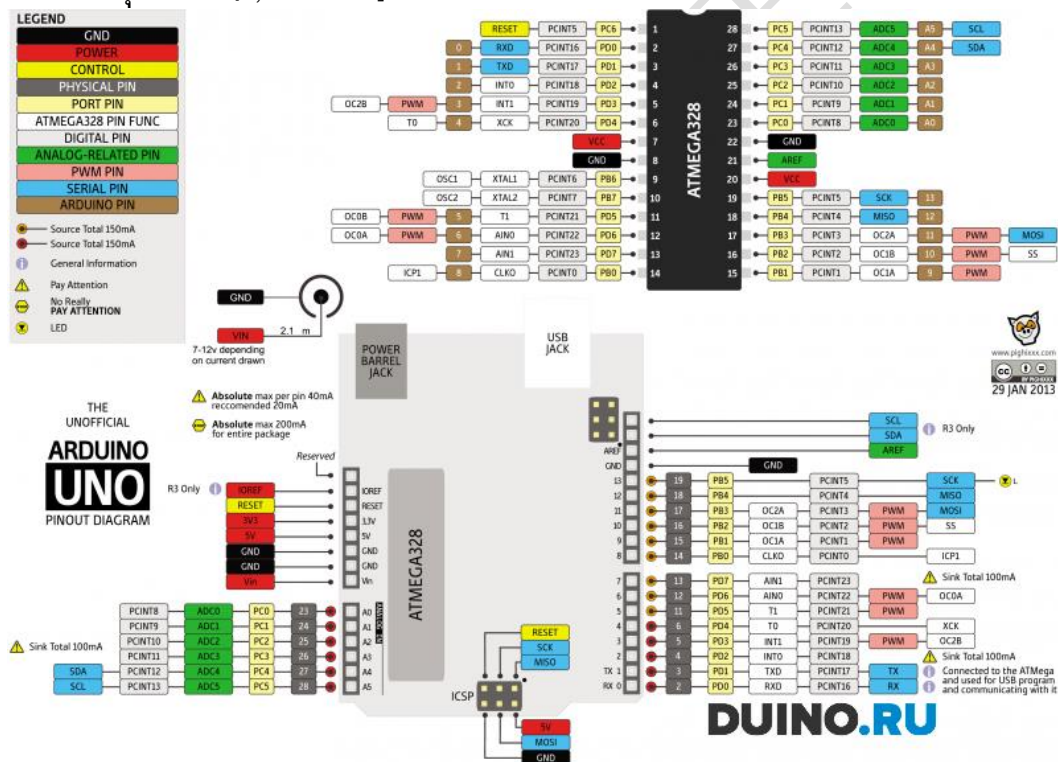 LEGEND
GND
POWER
CONTROL
PHYSICAL PIN
PORT PIN
ATMEGA328 PIN FUNC
DIGITAL PIN
ANALOG-RELATED PIN
PWM PIN
SERIAL PIN
ARDUINO PIN
Source Total 150mA
Source Total 150mA
General Information
Pay Attention
No Really
PAY ATTENTION
LED
RESET PCINT5 PC6 1
0 RXD PCINT16 PD0 2
1 TXD PCINT17 PD1 3
2 INT0 PCINT18 PD2 4
OC2B PWM 3 INT1 PCINT19 PD3 5
T0 4 XCK PCINT20 PD4 6
VCC 7
GND 8
OSC1 XTAL1 PCINT6 PB6 9
OSC2 XTAL2 PCINT7 PB7 10
OC0B PWM 5 T1 PCINT21 PD5 11
OC0A PWM 6 AIN0 PCINT22 PD6 12
7 AIN1 PCINT23 PD7 13
ICP1 8 CLKO PCINT0 PB0 14
ATMEGA328
28 PC5 PCINT13 ADC5 A5 SCL
27 PC4 PCINT12 ADC4 A4 SDA
26 PC3 PCINT11 ADC3 A3
25 PC2 PCINT10 ADC2 A2
24 PC1 PCINT9 ADC1 A1
23 PC0 PCINT8 ADC0 A0
22 GND
21 AREF
20 VCC
19 PB5 PCINT5 SCK 13
18 PB4 PCINT4 MISO 12
17 PB3 PCINT3 OC2A 11 PWM MOSI
16 PB2 PCINT2 OC1B 10 PWM SS
15 PB1 PCINT1 OC1A 9 PWM
GND
VIN 2.1 m
7-12v depending
on current drawn
POWER
BARREL
JACK
USB
JACK
www.pighixxx.com
cc
BY PIGHIXXX
29 JAN 2013
Absolute max per pin 40mA
reccomended 20mA
Absolute max 200mA
for entire package
THE
UNOFFICIAL
ARDUINO
UNO
PINOUT DIAGRAM
Reserved
R3 Only IOREF IOREF
RESET RESET
3V3 3.3V
5V 5V
GND GND
GND GND
Vin Vin
ATMEGA328
PCINT8 ADC0 PC0 23 A0
PCINT9 ADC1 PC1 24 A1
Sink Total 100mA PCINT10 ADC2 PC2 25 A2
PCINT11 ADC3 PC3 26 A3
SDA PCINT12 ADC4 PC4 27 A4
SCL PCINT13 ADC5 PC5 28 A5
SCL
SDA R3 Only
AREF AREF
GND GND
13 19 PB5 PCINT5 SCK L
12 18 PB4 PCINT4 MISO
11 17 PB3 OC2A PCINT3 PWM MOSI
10 16 PB2 OC1B PCINT2 PWM SS
9 15 PB1 OC1A PCINT1 PWM
8 14 PB0 CLKO PCINT0 ICP1
7 13 PD7 AIN1 PCINT23 Sink Total 100mA
6 12 PD6 AIN0 PCINT22 PWM OC0A
5 11 PD5 T1 PCINT21 PWM
4 6 PD4 T0 PCINT20 XCK
3 5 PD3 INT1 PCINT19 PWM OC2B
2 4 PD2 INT0 PCINT18 Sink Total 100mA
TX 1 3 PD1 TXD PCINT17 TX
RX 0 2 PD0 RXD PCINT16 RX
Connected to the ATMega
and used for USB program
and communicating with it
RESET
SCK
MISO
ICSP
5V
MOSI
GND
DUINO.RU